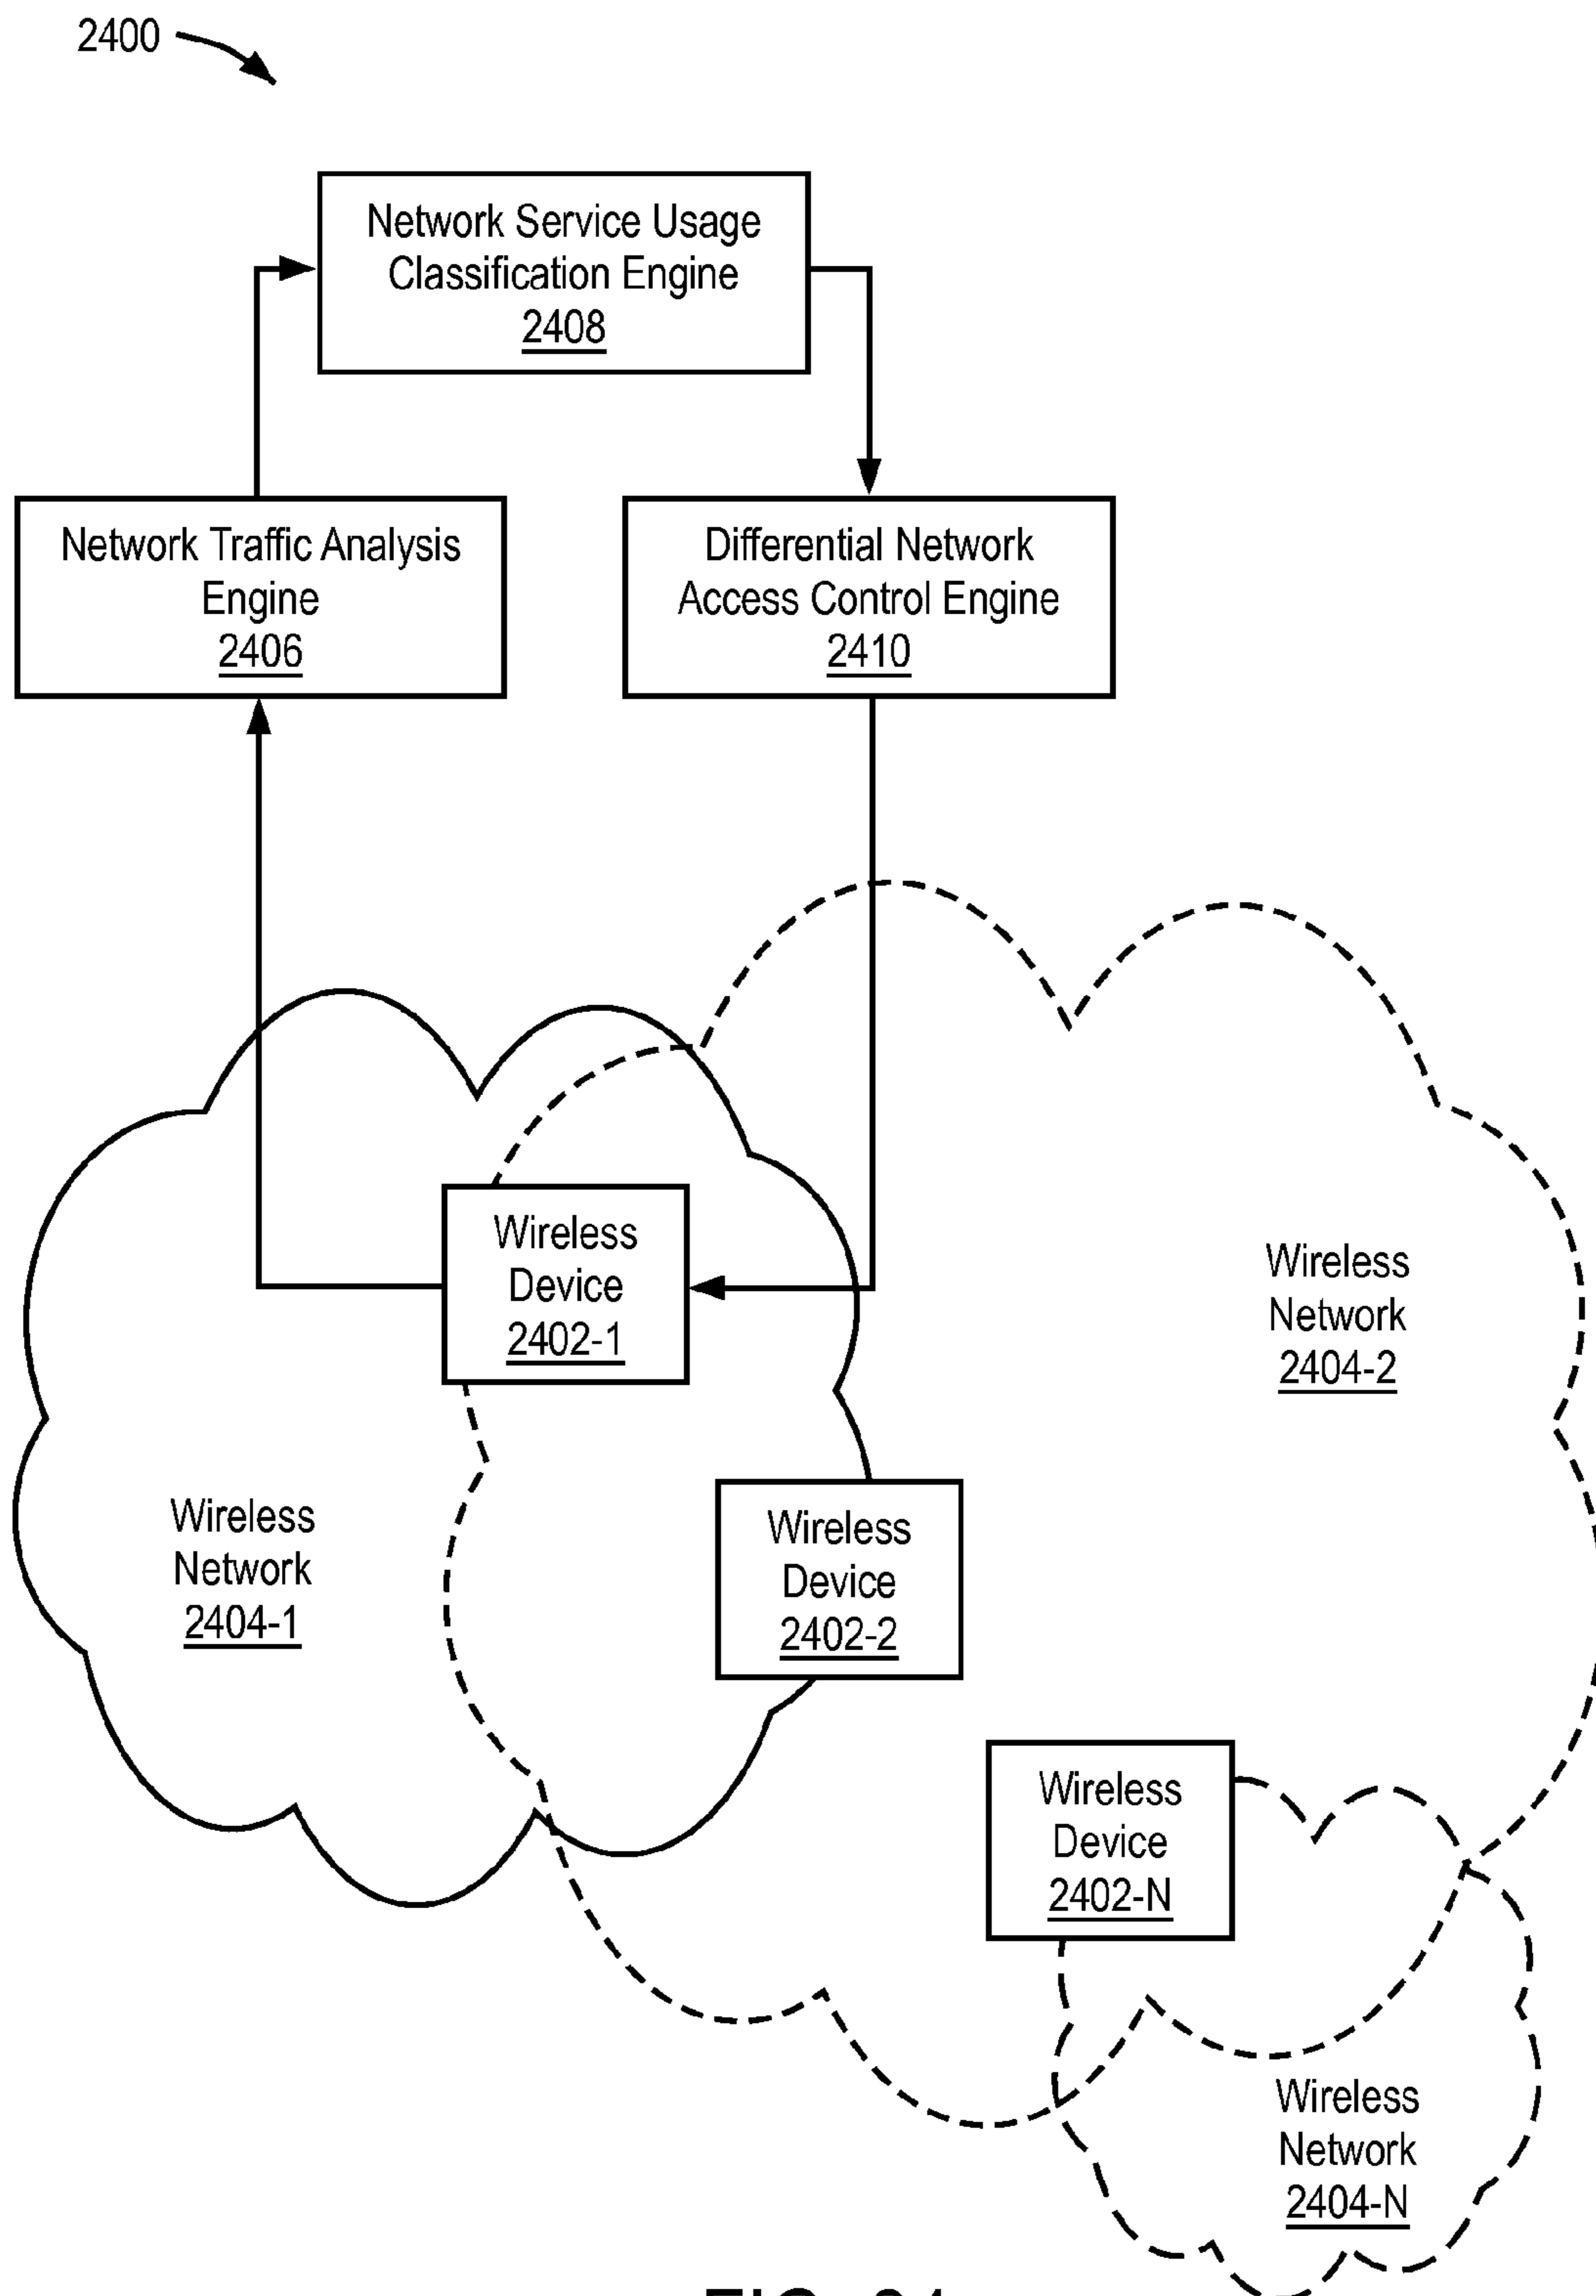 2400
Network Service Usage
Classification Engine
2408
Network Traffic Analysis
Engine
2406
Differential Network
Access Control Engine
2410
Wireless
Device
2402-1
Wireless
Network
2404-2
Wireless
Network
2404-1
Wireless
Device
2402-2
Wireless
Device
2402-N
Wireless
Network
2404-N